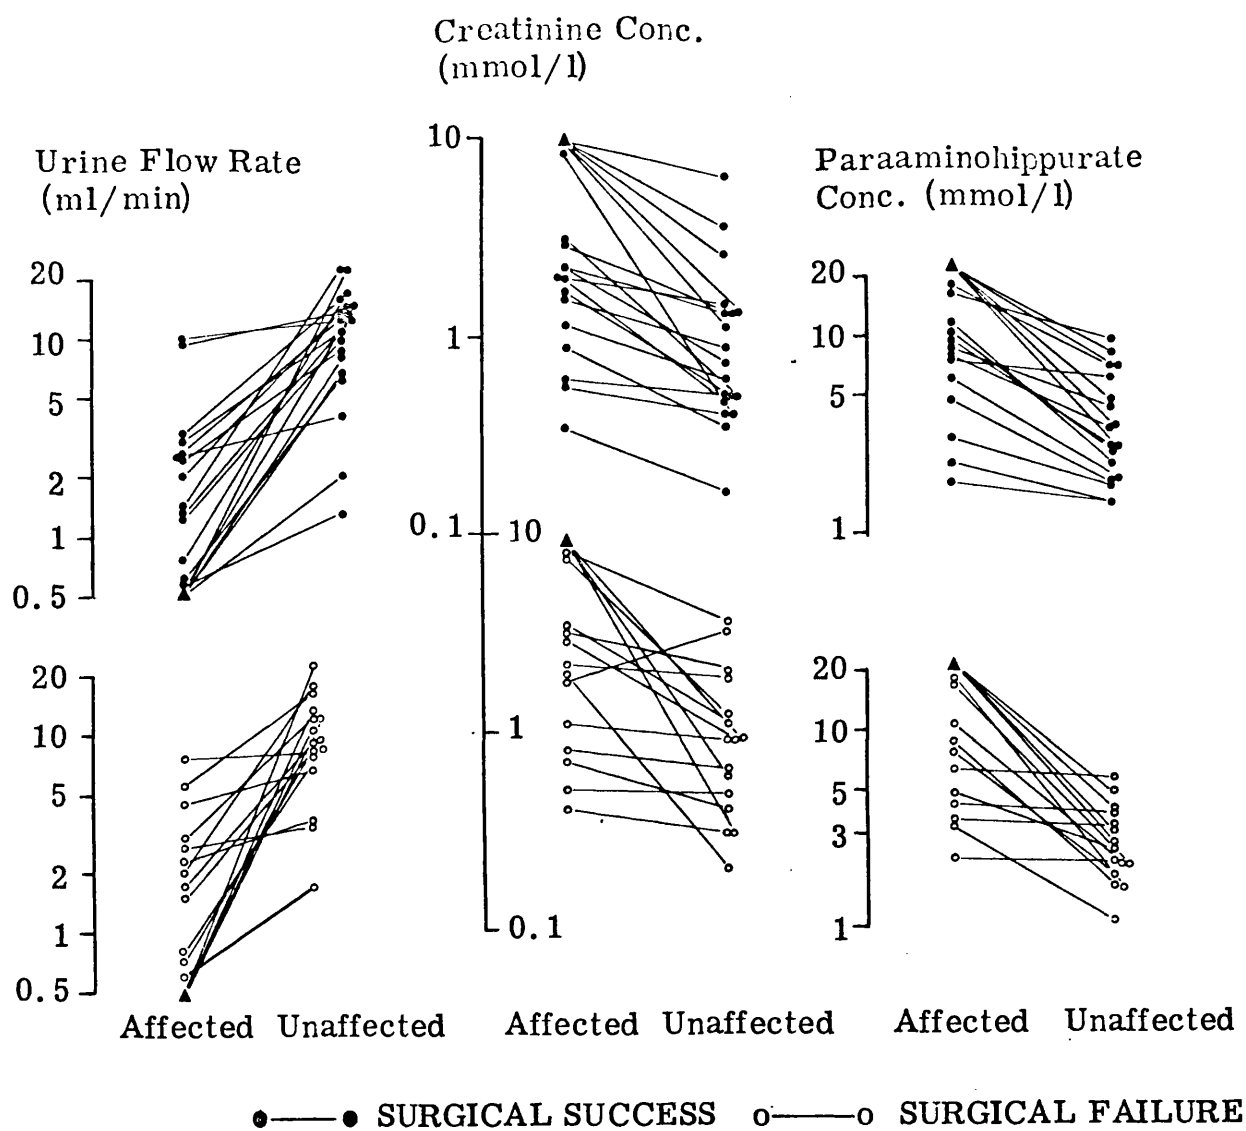 Creatinine Conc.
(mmol/l)
Urine Flow Rate
(ml/min)
Paraaminohippurate
Conc. (mmol/l)
20
10
5
2
1
0.5
10
1
0.1
20
10
5
1
20
10
5
2
1
0.5
10
1
0.1
20
10
5
3
1
Affected Unaffected
Affected Unaffected
Affected Unaffected
SURGICAL SUCCESS
SURGICAL FAILURE